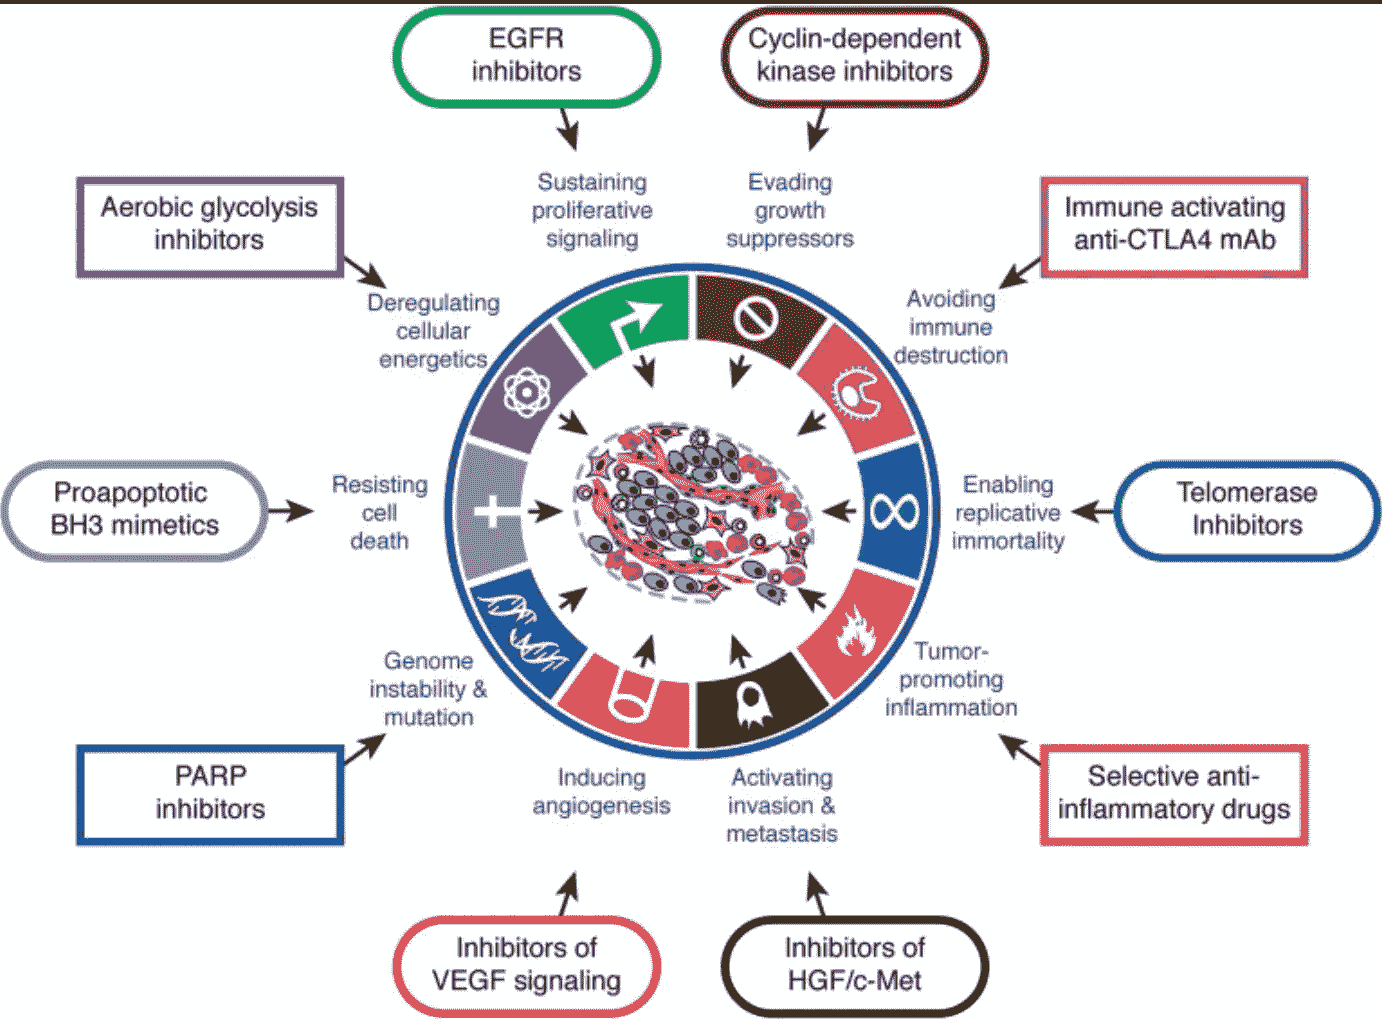 EGFR
inhibitors
Cyclin-dependent
kinase inhibitors
Sustaining
proliferative
signaling
Evading
growth
suppressors
Aerobic glycolysis
inhibitors
Immune activating
anti-CTLA4 mAb
Deregulating
cellular
energetics
Avoiding
immune
destruction
Proapoptotic
BH3 mimetics
Resisting
cell
death
Enabling
replicative
immortality
Telomerase
Inhibitors
Genome
instability &
mutation
Tumor-
promoting
inflammation
PARP
inhibitors
Inducing
angiogenesis
Activating
invasion &
metastasis
Selective anti-
inflammatory drugs
Inhibitors of
VEGF signaling
Inhibitors of
HGF/c-Met